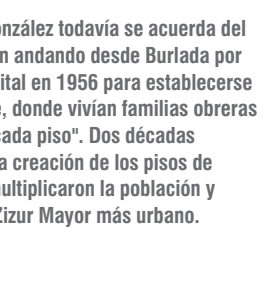 onzález todavía se acuerda del
n andando desde Burlada por
ital en 1956 para establecerse
e, donde vivían familias obreras
cada piso". Dos décadas
a creación de los pisos de
ultiplicaron la población y
Zizur Mayor más urbano.